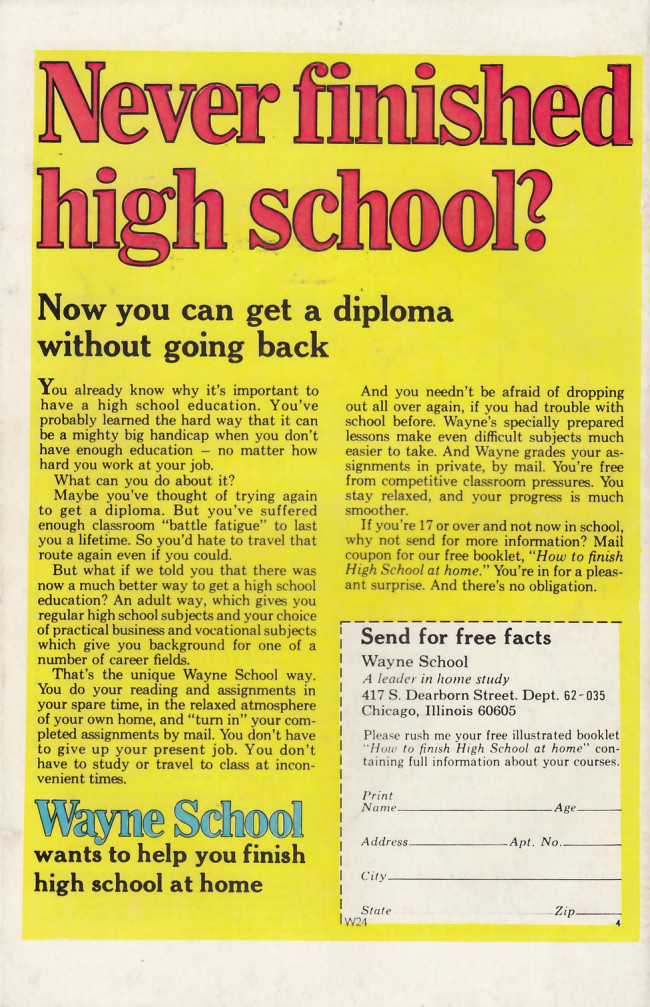 Never finished
high school?
Now you can get a diploma
without going back
You already know why it's important to
have a high school education. You've
probably learned the hard way that it can
be a mighty big handicap when you don't
have enough education — no matter how
hard you work at your job.
What can you do about it?
Maybe you've thought of trying again
to get a diploma. But you've suffered
enough classroom "battle fatigue" to last
you a lifetime. So you'd hate to travel that
route again even if you could.
But what if we told you that there was
now a much better way to get a high school
education? An adult way, which gives you
regular high school subjects and your choice
of practical business and vocational subjects
which give you background for one of a
number of career fields.
That's the unique Wayne School way.
You do your reading and assignments in
your spare time, in the relaxed atmosphere
of your own home, and "turn in" your com-
pleted assignments by mail. You don't have
to give up your present job. You don't
have to study or travel to class at incon-
venient times.
Wayne School
wants to help you finish
high school at home
And you needn't be afraid of dropping
out all over again, if you had trouble with
school before. Wayne's specially prepared
lessons make even difficult subjects much
easier to take. And Wayne grades your as-
signments in private, by mail. You're free
from competitive classroom pressures. You
stay relaxed, and your progress is much
smoother.
If you're 17 or over and not now in school,
why not send for more information? Mail
coupon for our free booklet, "How to finish
High School at home." You're in for a pleas-
ant surprise. And there's no obligation.
Send for free facts
Wayne School
A leader in home study
417 S. Dearborn Street. Dept. 62-035
Chicago, Illinois 60605
Please rush me your free illustrated booklet
"How to finish High School at home" con-
taining full information about your courses.
Print
Name Age
Address Apt. No.
City
State Zip
W24 4